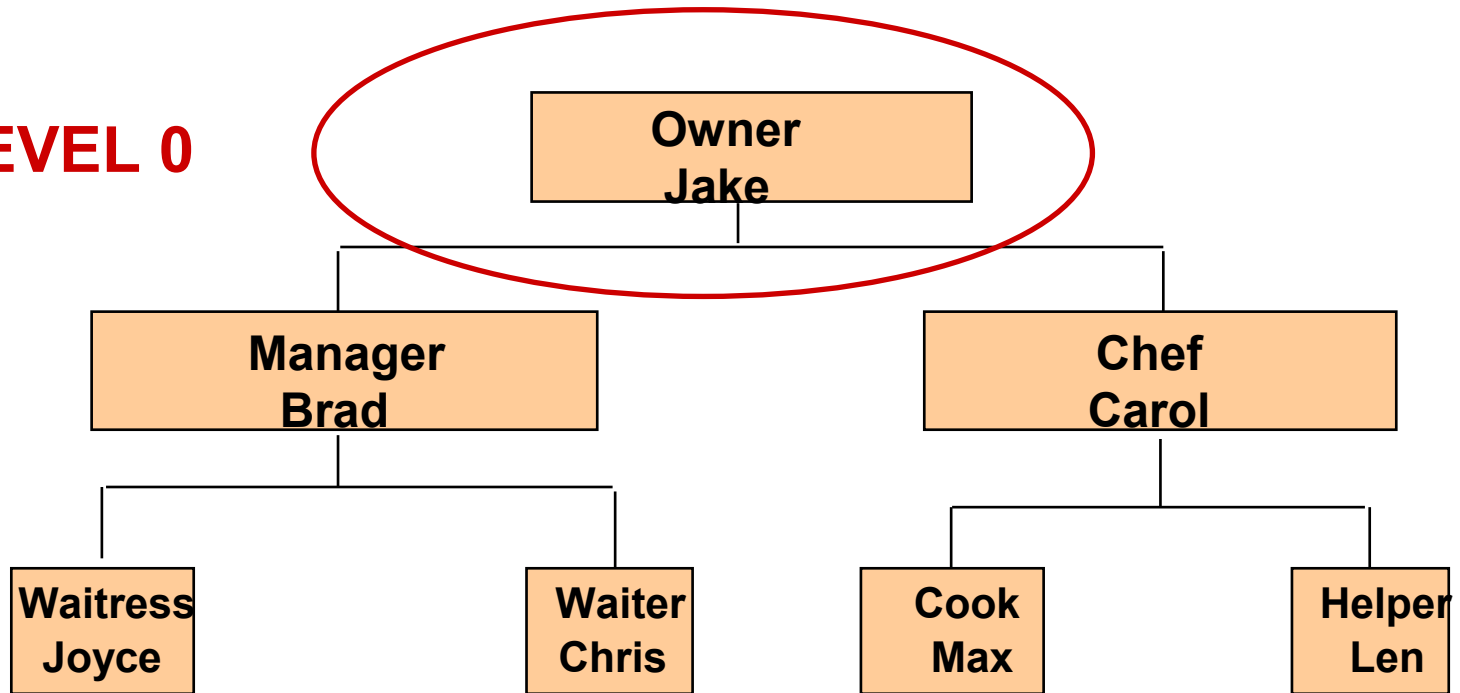 EVEL 0
Owner
Jake
Manager
Brad
Chef
Carol
Waitress
Joyce
Waiter
Chris
Cook
Max
Helper
Len